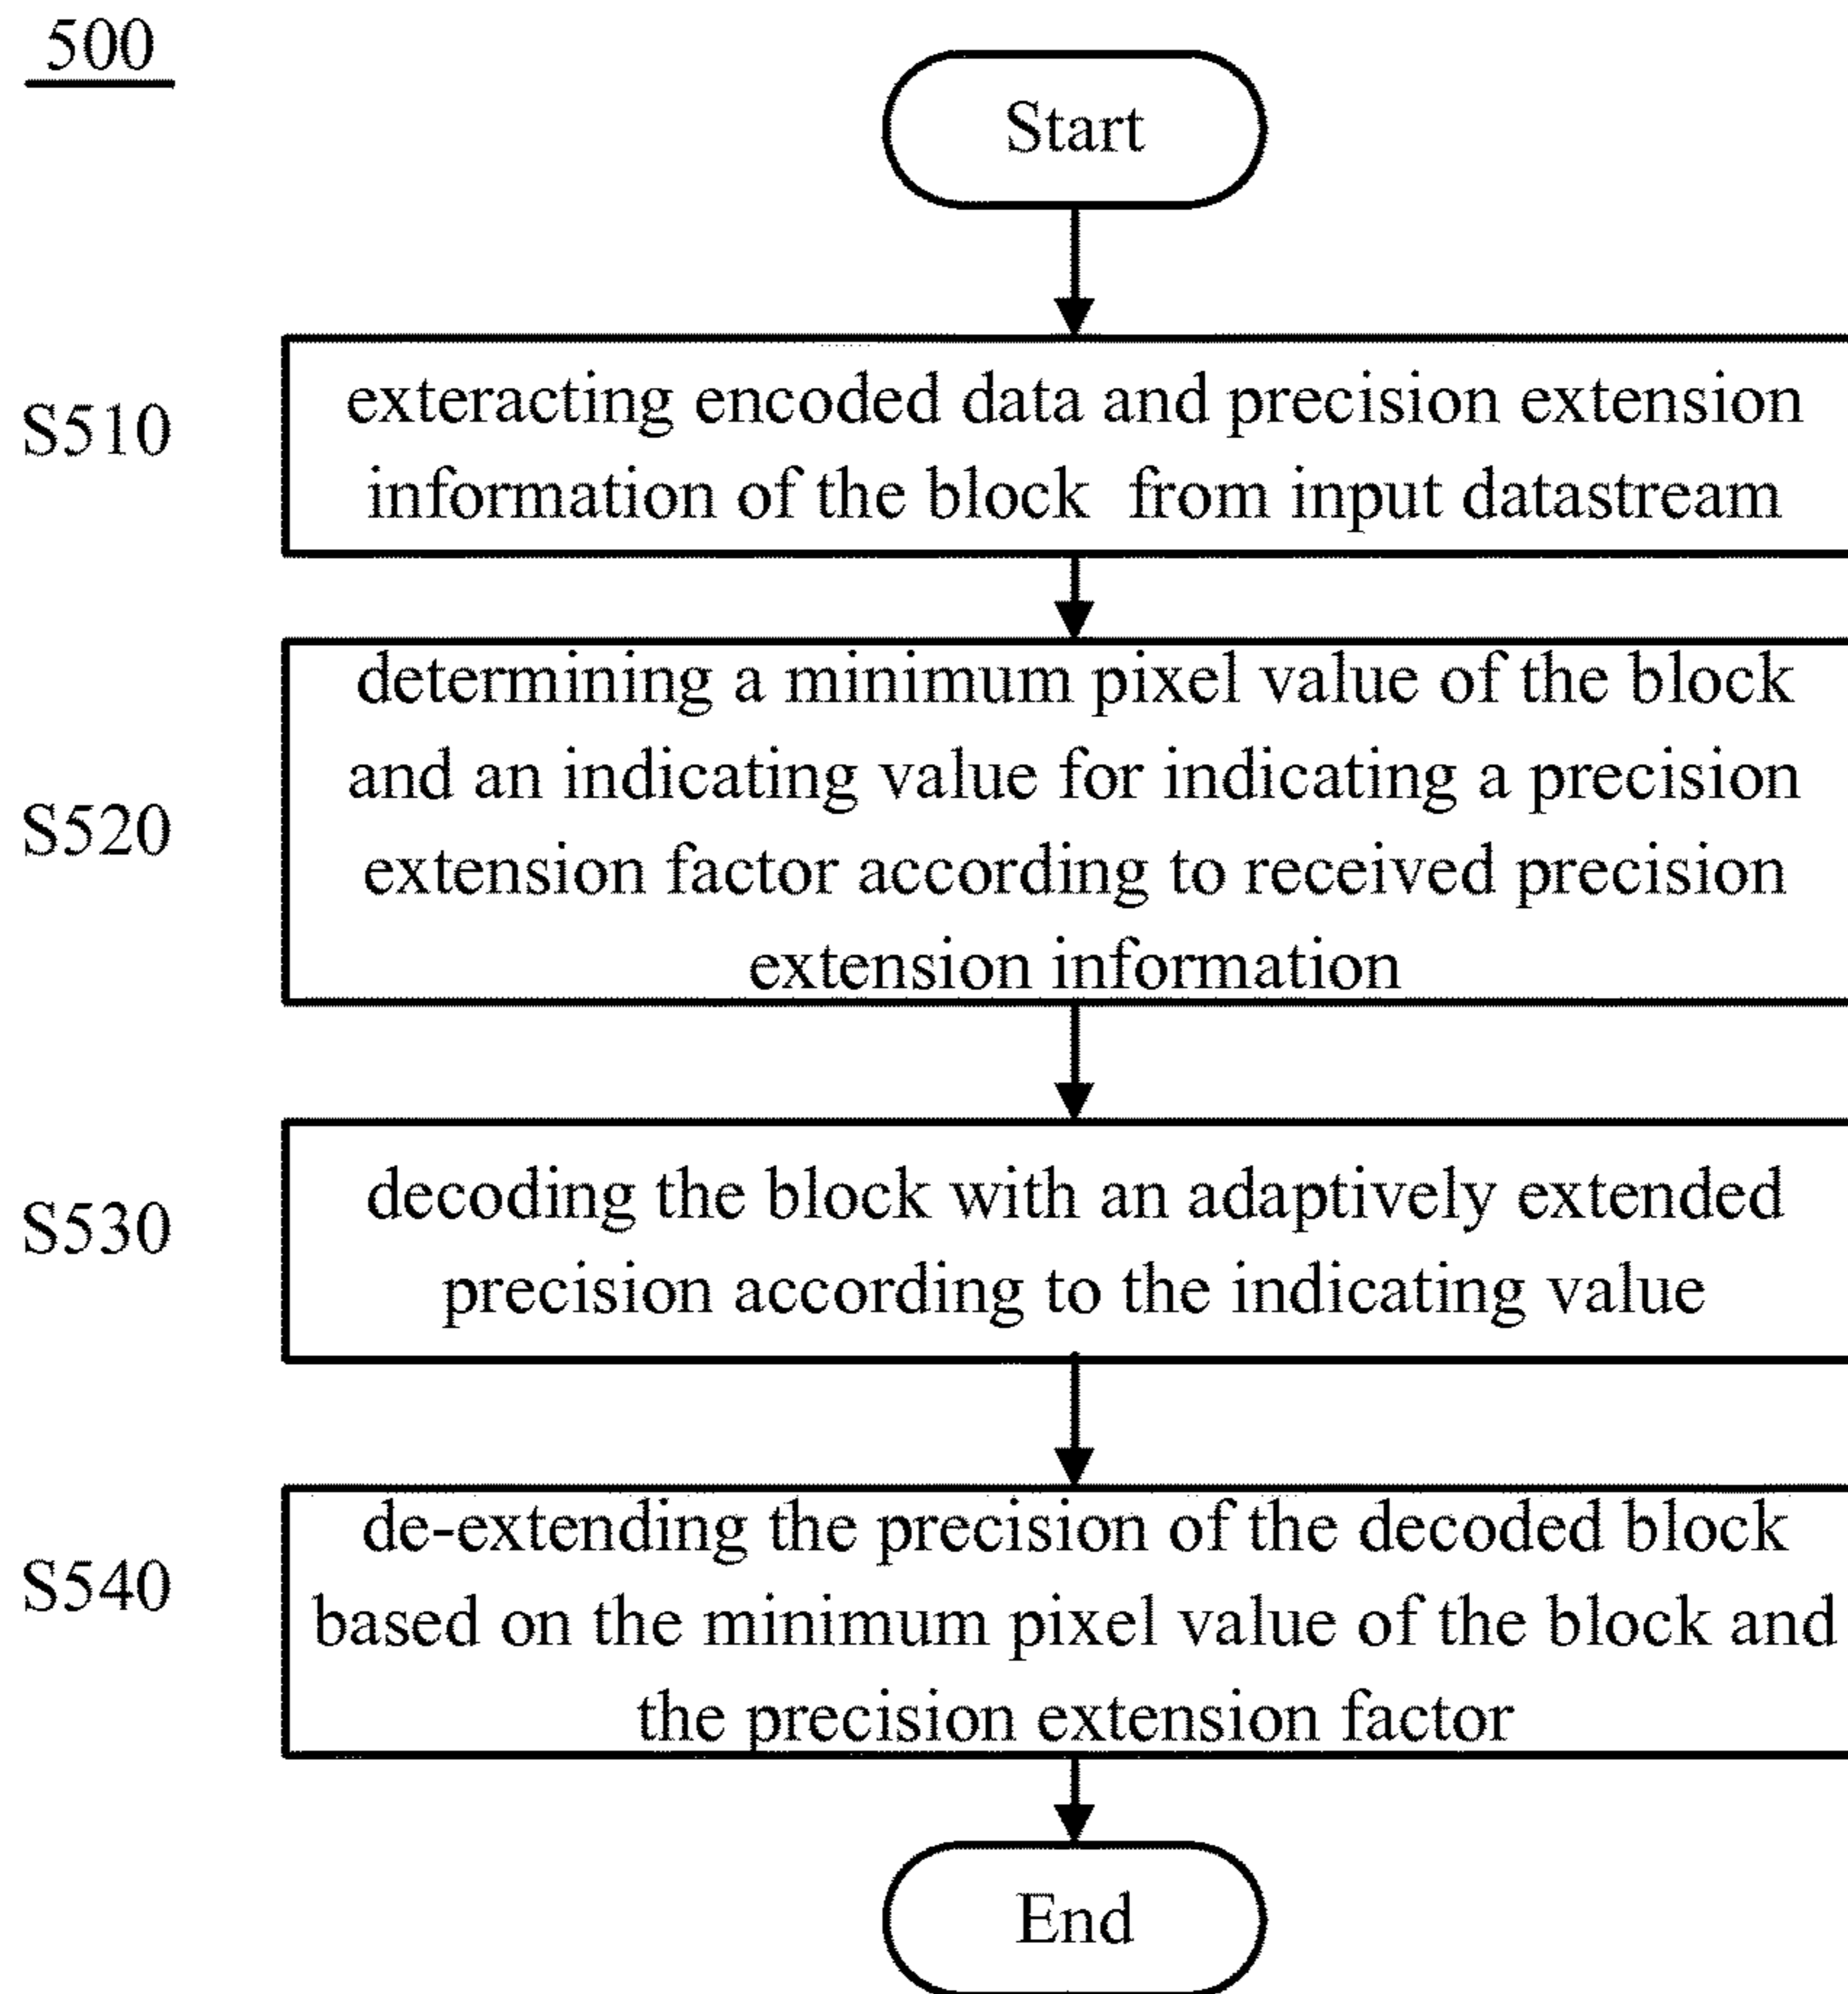 500
Start
S510
exteracting encoded data and precision extension
information of the block from input datastream
S520
determining a minimum pixel value of the block
and an indicating value for indicating a precision
extension factor according to received precision
extension information
S530
decoding the block with an adaptively extended
precision according to the indicating value
S540
de-extending the precision of the decoded block
based on the minimum pixel value of the block and
the precision extension factor
End